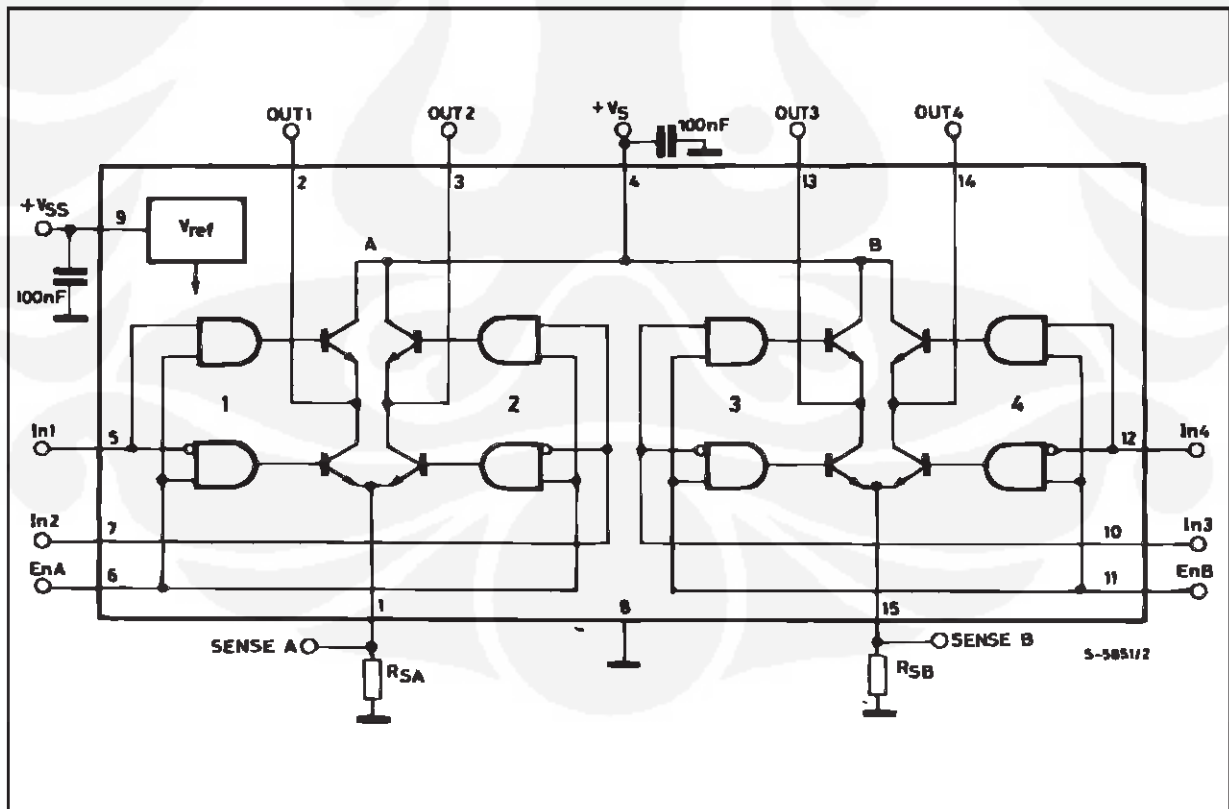 OUT1
OUT2
+VS
100nF
OUT3
OUT4
2
3
4
13
14
+VSS
9
Vref
A
B
100nF
1
2
3
4
In1
5
12
In4
In2
7
10
In3
EnA
6
11
EnB
1
8
15
SENSE A
RSA
SENSE B
RSB
S-5851/2